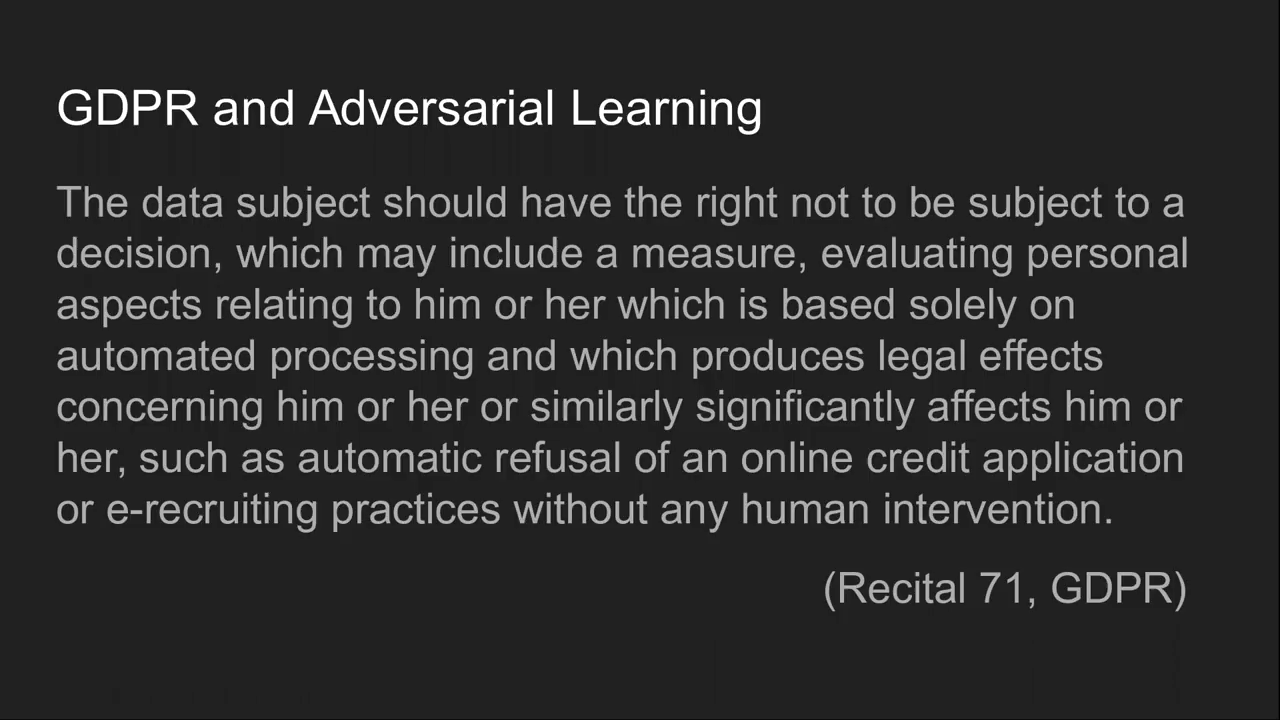 GDPR and Adversarial Learning
The data subject should have the right not to be subject to a
decision, which may include a measure, evaluating personal
aspects relating to him or her which is based solely on
automated processing and which produces legal effects
concerning him or her or similarly significantly affects him or
her, such as automatic refusal of an online credit application
or e-recruiting practices without any human intervention.
(Recital 71, GDPR)